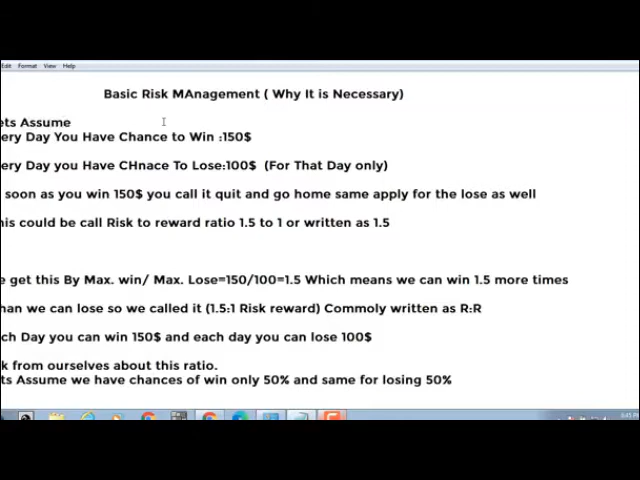 Edit Format View Help
Basic Risk MAnagement ( Why It is Necessary)
ets Assume
ery Day You Have Chance to Win :150$
ery Day you Have CHnace To Lose:100$ (For That Day only)
soon as you win 150$ you call it quit and go home same apply for the lose as well
his could be call Risk to reward ratio 1.5 to 1 or written as 1.5
e get this By Max. win/ Max. Lose=150/100=1.5 Which means we can win 1.5 more times
han we can lose so we called it (1.5:1 Risk reward) Commoly written as R:R
ch Day you can win 150$ and each day you can lose 100$
k from ourselves about this ratio.
ts Assume we have chances of win only 50% and same for losing 50%